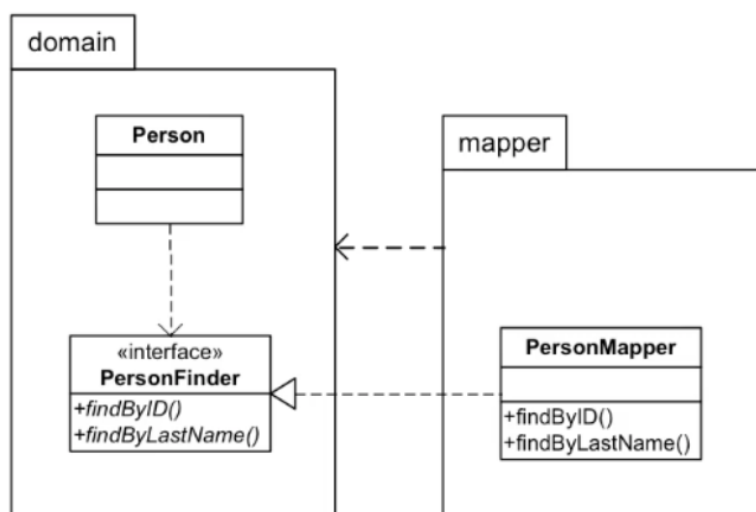 domain
Person
«interface»
PersonFinder
+findByID()
+findByLastName()
mapper
PersonMapper
+findByID()
+findByLastName()